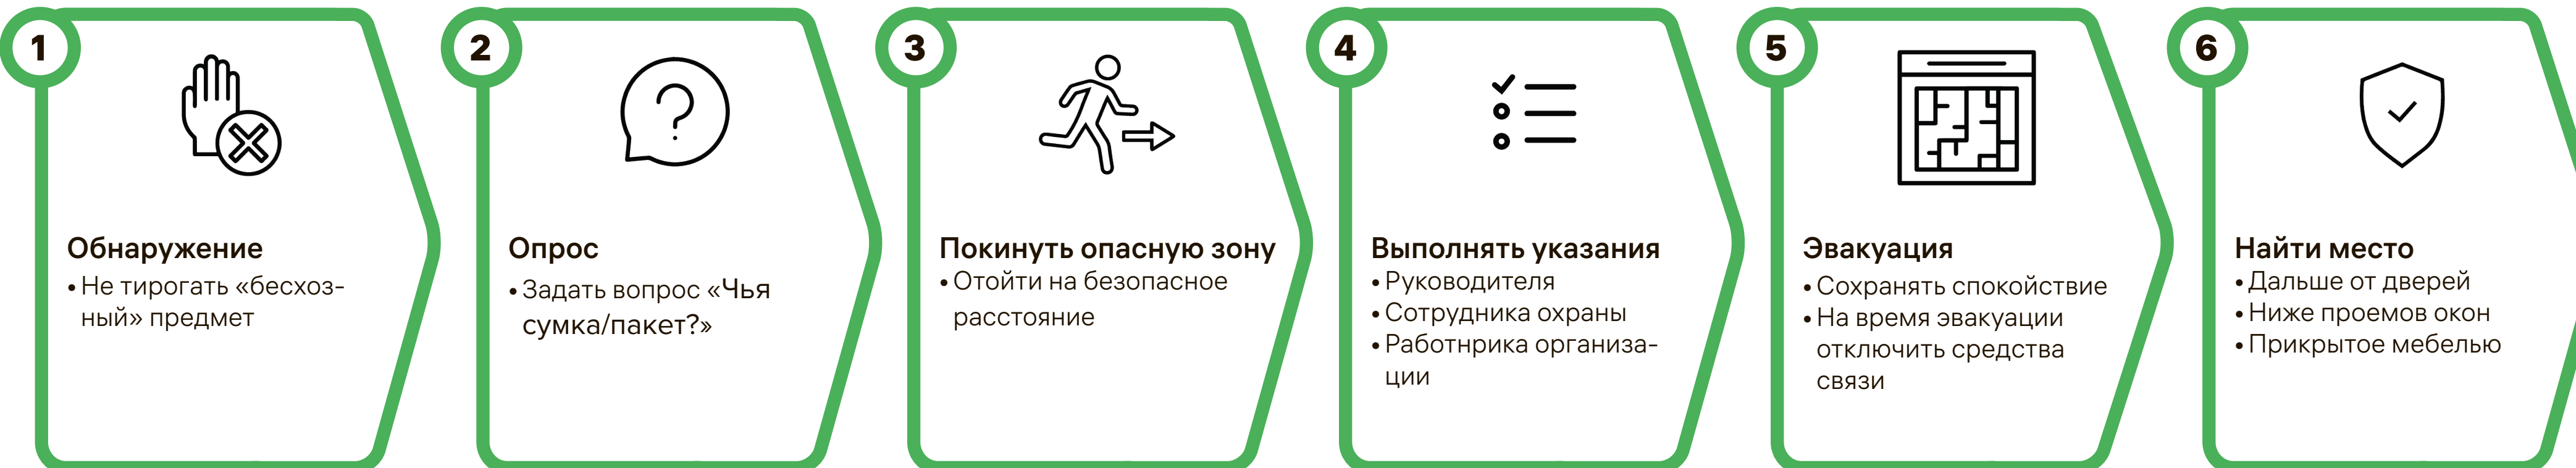 1
Обнаружение
• Не тирогать «бесхоз-
ный» предмет
2
Опрос
• Задать вопрос «Чья
сумка/пакет?»
3
Покинуть опасную зону
• Отойти на безопасное
расстояние
4
Выполнять указания
• Руководителя
• Сотрудника охраны
• Работнрика организа-
ции
5
Эвакуация
• Сохранять спокойствие
• На время эвакуации
отключить средства
связи
6
Найти место
• Дальше от дверей
• Ниже проемов окон
• Прикрытое мебелью